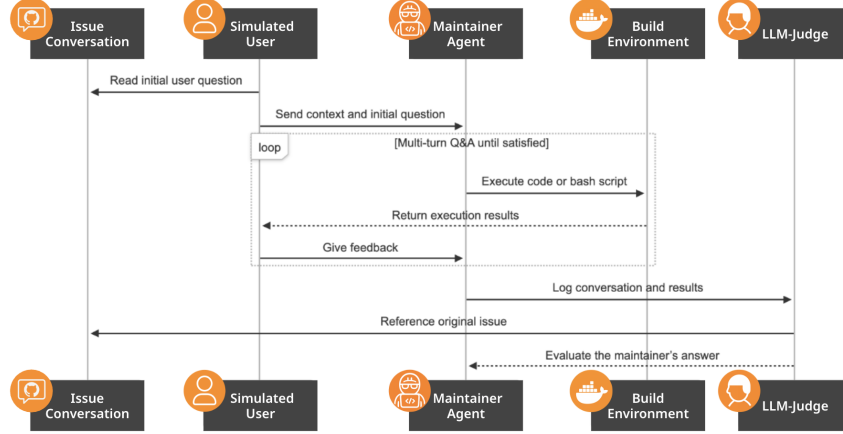 Issue
Conversation
Simulated
User
Maintainer
Agent
Build
Environment
LLM-Judge
Read initial user question
Send context and initial question
loop
[Multi-turn Q&A until satisfied]
Execute code or bash script
Return execution results
Give feedback
Log conversation and results
Reference original issue
Evaluate the maintainer's answer
Issue
Conversation
Simulated
User
Maintainer
Agent
Build
Environment
LLM-Judge